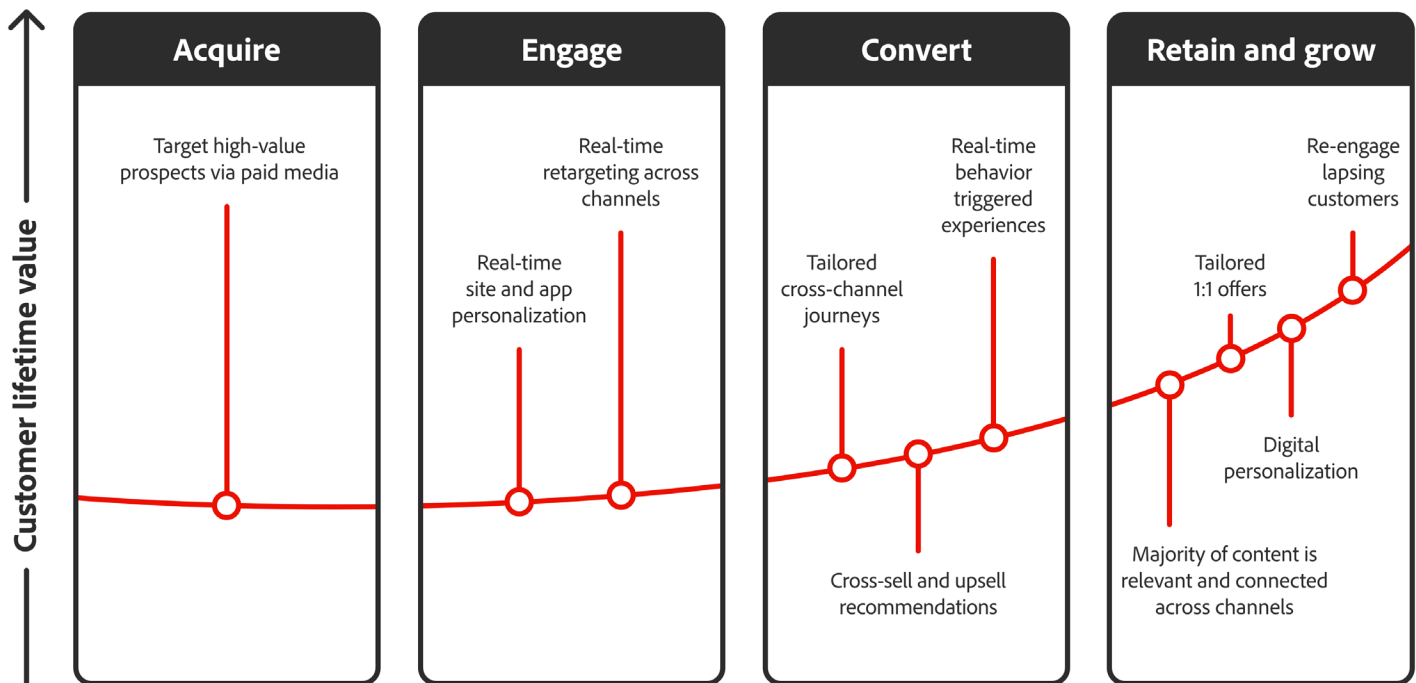 Customer lifetime value
Acquire
Target high-value
prospects via paid media
Engage
Real-time
site and app
personalization
Real-time
retargeting across
channels
Convert
Tailored
cross-channel
journeys
Cross-sell and upsell
recommendations
Real-time
behavior
triggered
experiences
Retain and grow
Majority of content is
relevant and connected
across channels
Tailored
1:1 offers
Digital
personalization
Re-engage
lapsing
customers